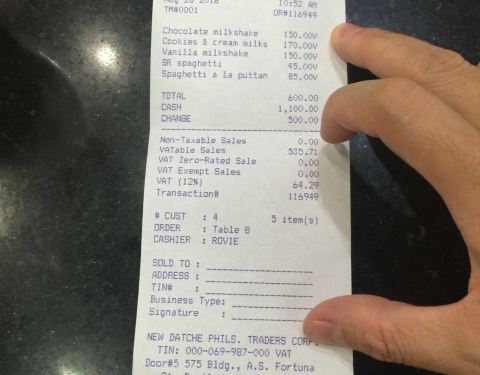 Aug 28 2018 10:52 AM
TM#0001 OR#116949
Chocolate milkshake 150.00V
Cookies & cream milks 170.00V
Vanilla milkshake 150.00V
SR spaghetti 45.00V
Spaghetti a la puttan 85.00V
TOTAL 600.00
CASH 1,100.00
CHANGE 500.00
Non-Taxable Sales 0.00
VATable Sales 535.71
VAT Zero-Rated Sale 0.00
VAT Exempt Sales 0.00
VAT (12%) 64.29
Transaction# 116949
# CUST : 4 5 item(s)
ORDER : Table 8
CASHIER : ROVIE
SOLD TO :
ADDRESS :
TIN# :
Business Type:
Signature :
NEW DATCHE PHILS. TRADERS CORP.
TIN: 000-069-987-000 VAT
Door#5 575 Bldg., A.S. Fortuna